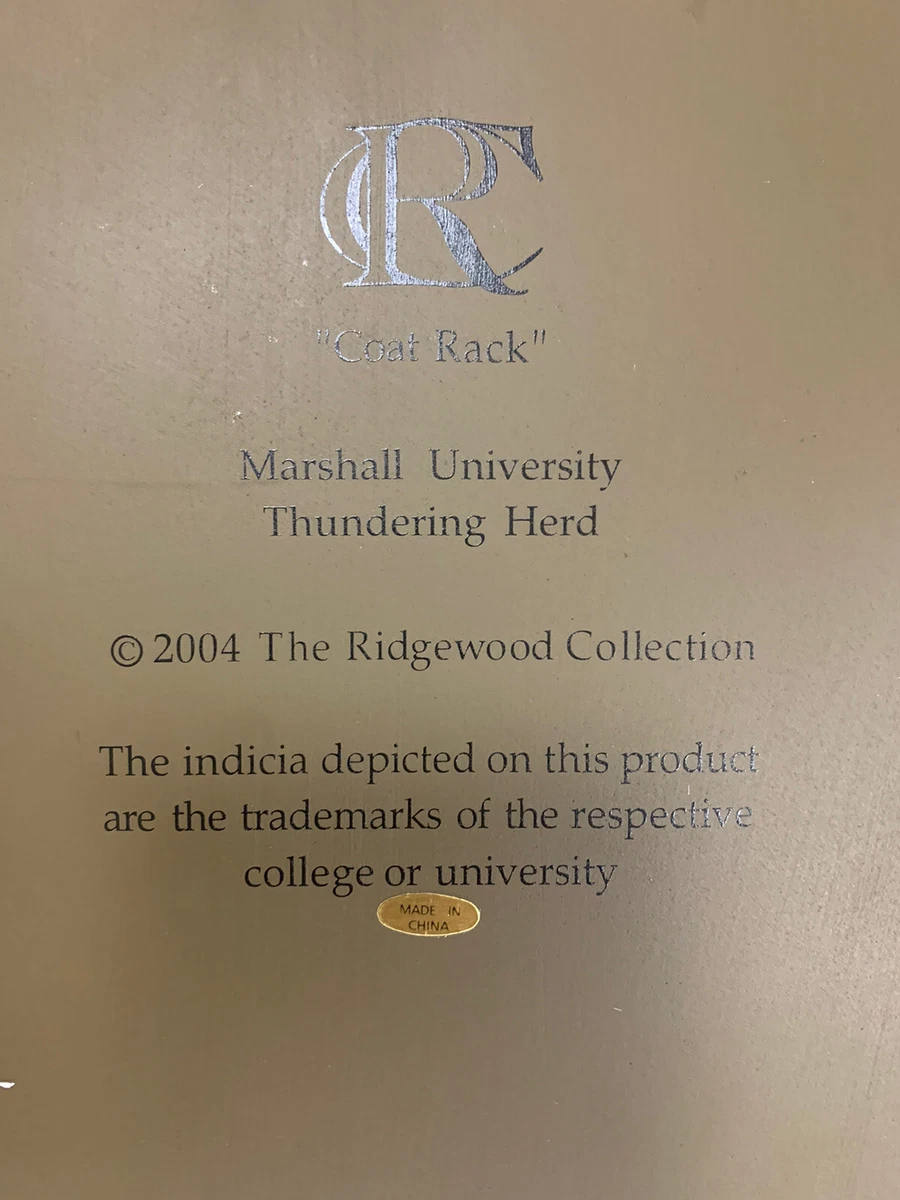 RC
"Coat Rack"
Marshall University
Thundering Herd
© 2004 The Ridgewood Collection
The indicia depicted on this product
are the trademarks of the respective
college or university
MADE IN
CHINA